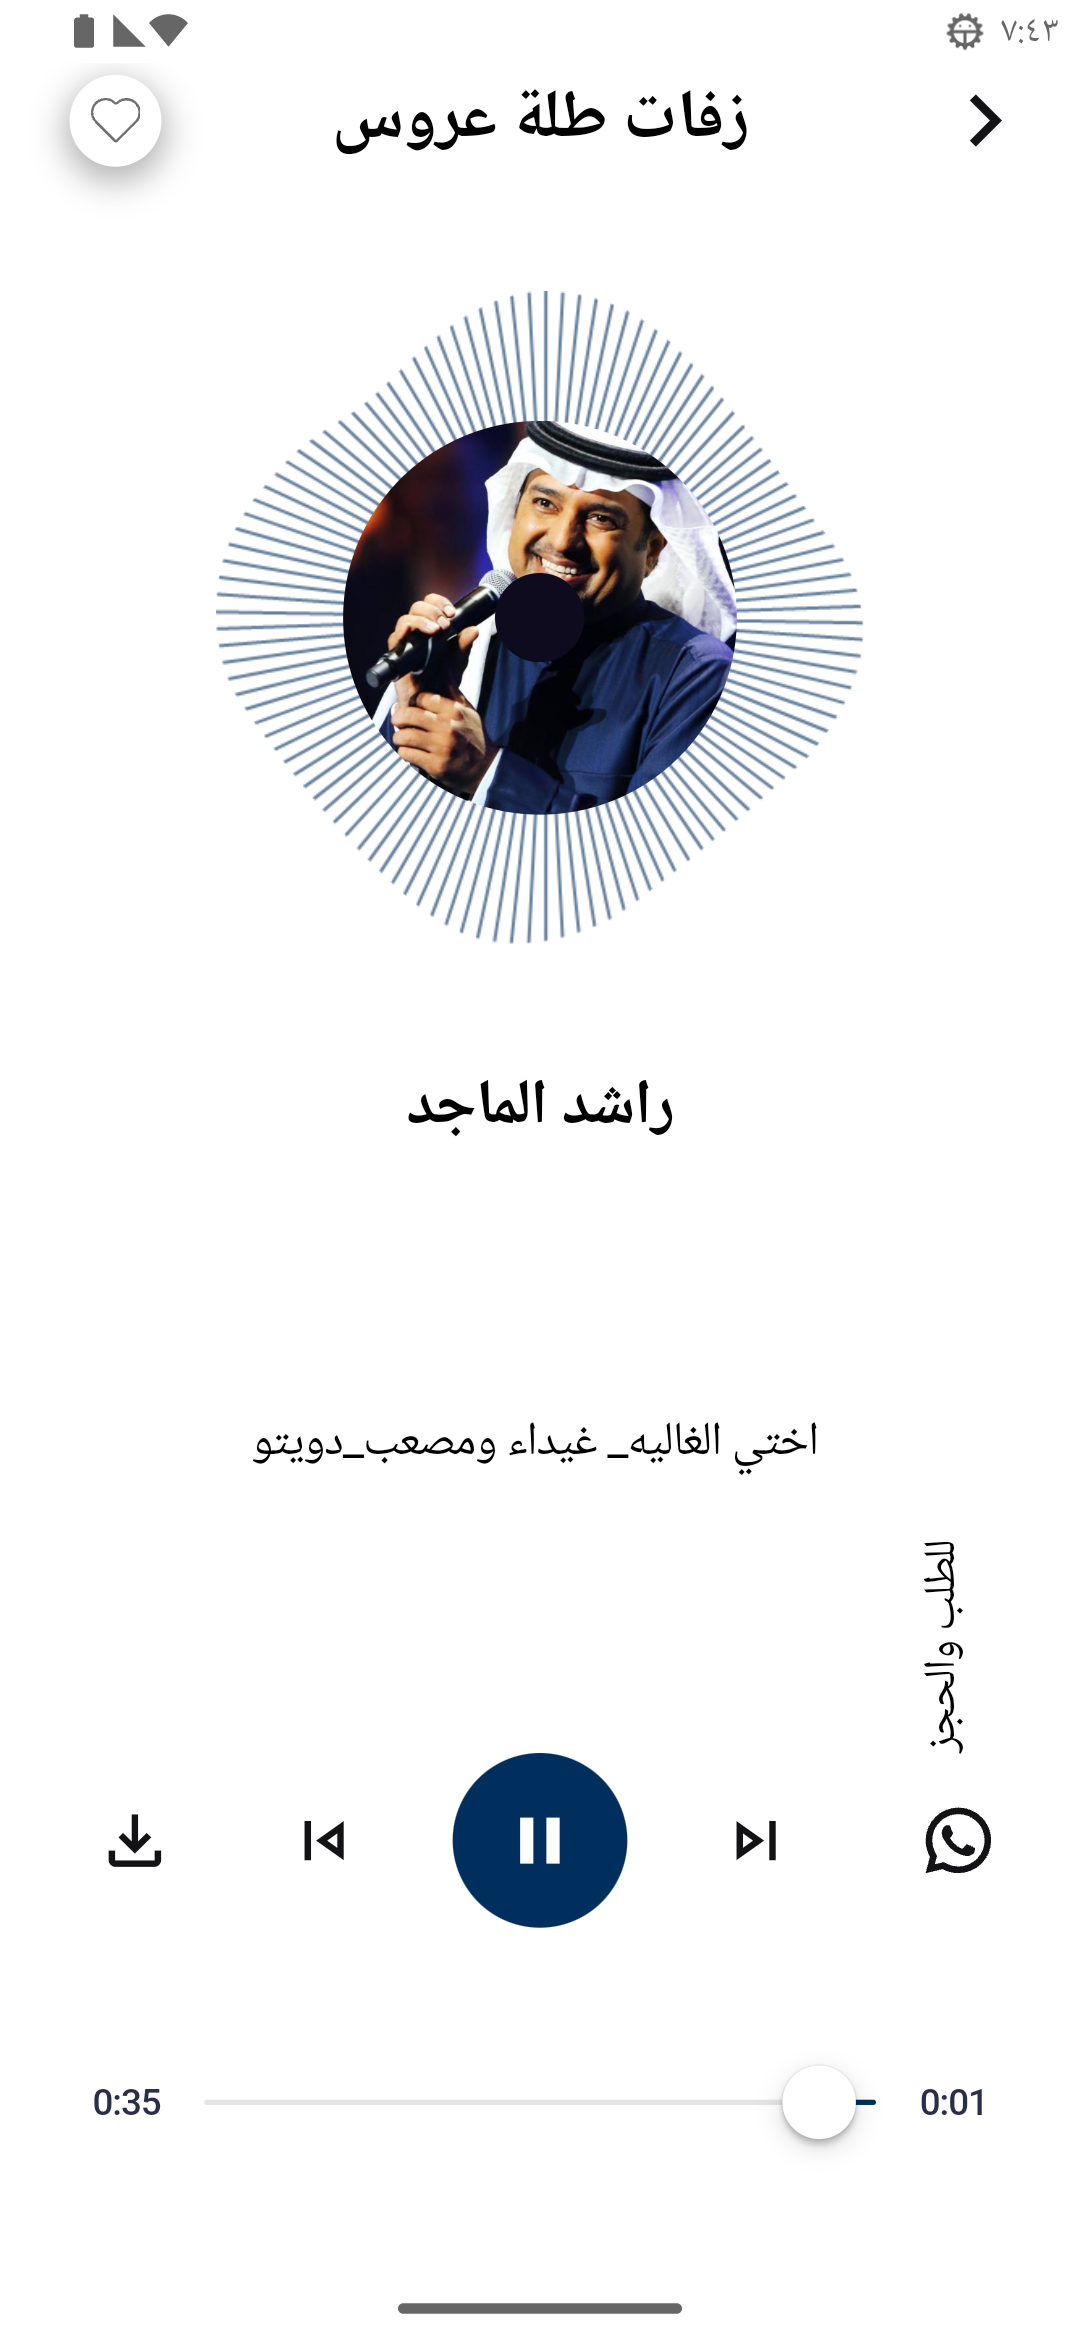 ٧:٤٣
زفات طلة عروس
راشد الماجد
اختي الغاليه_ غيداء ومصعب_دويتو
للطلب والحجز
0:35
0:01